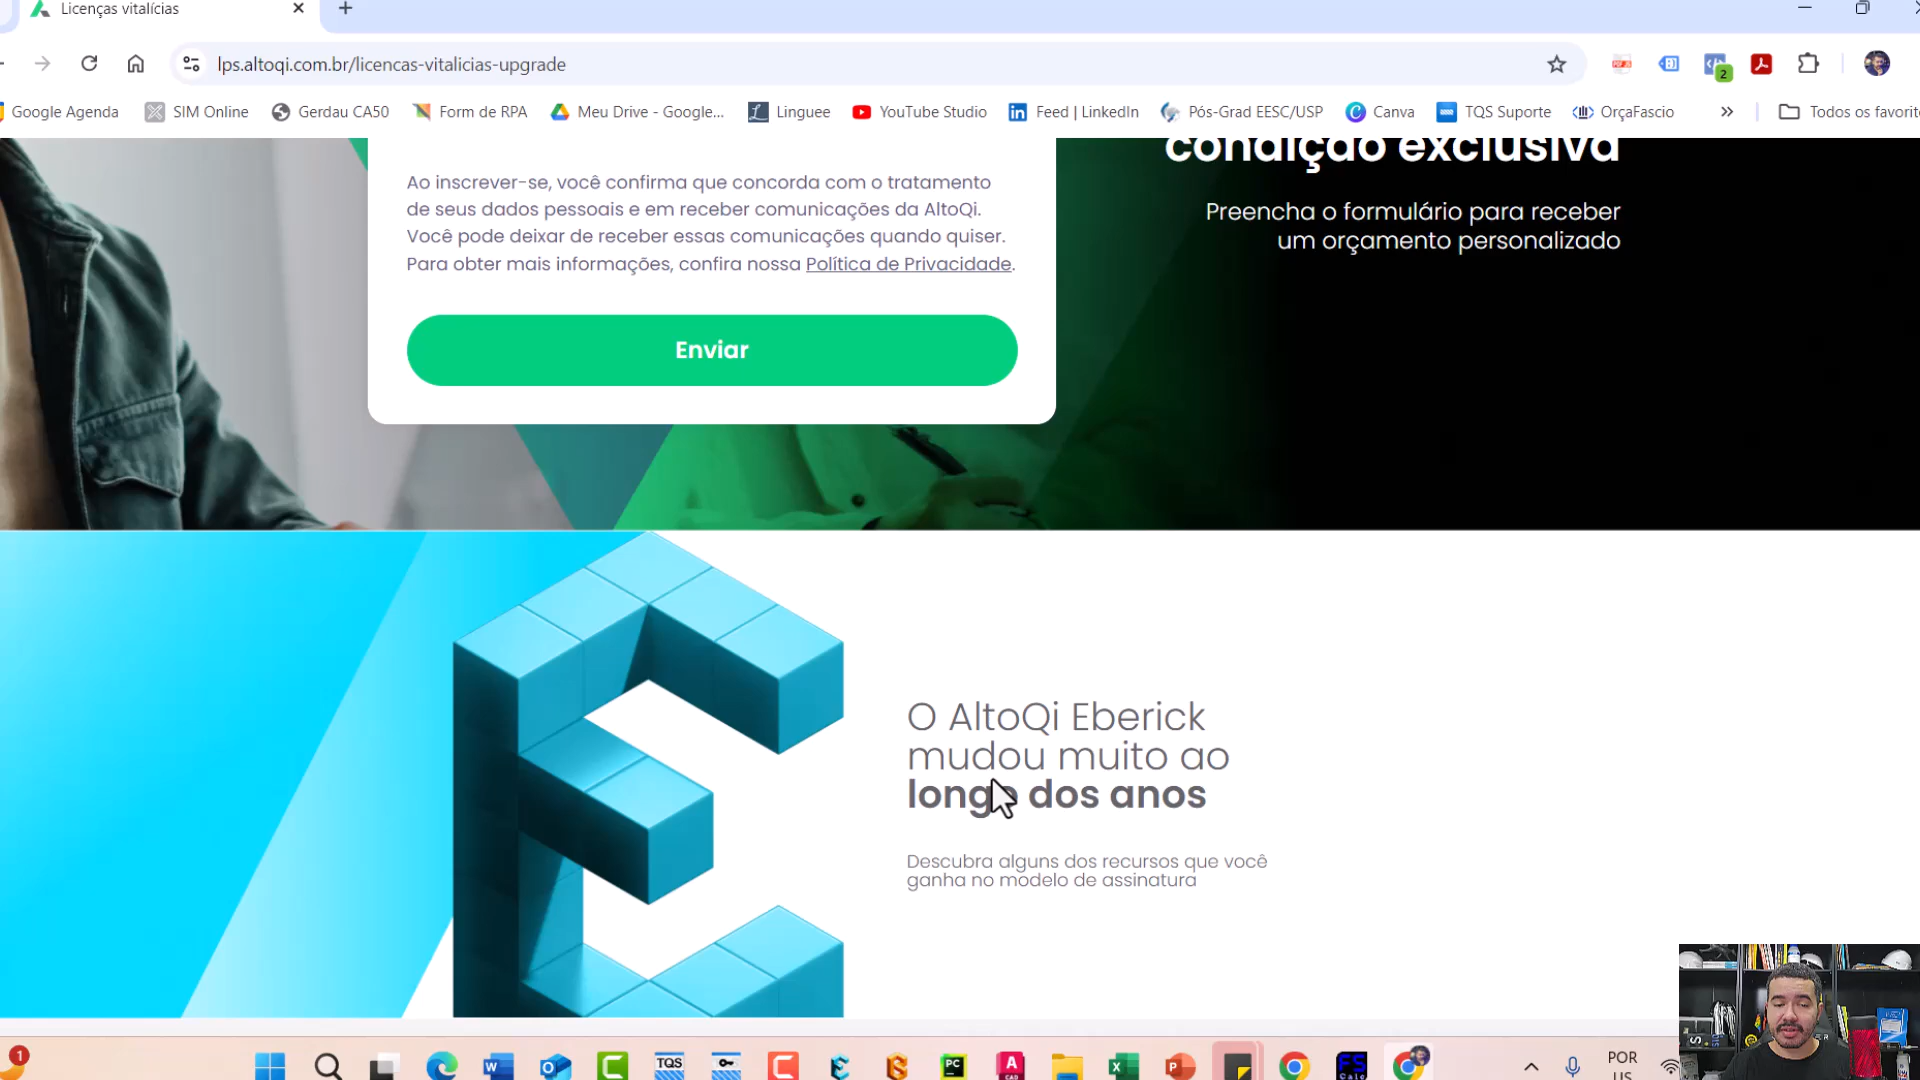 Licenças vitalícias
lps.altoqi.com.br/licencas-vitalicias-upgrade
2
Google Agenda
SIM Online
Gerdau CA50
Form de RPA
Meu Drive - Google...
Linguee
YouTube Studio
Feed | LinkedIn
Pós-Grad EESC/USP
Canva
TQS Suporte
OrçaFascio
Todos os favorit
condição exclusiva
Preencha o formulário para receber
um orçamento personalizado
Ao inscrever-se, você confirma que concorda com o tratamento
de seus dados pessoais e em receber comunicações da AltoQi.
Você pode deixar de receber essas comunicações quando quiser.
Para obter mais informações, confira nossa Política de Privacidade.
Enviar
O AltoQi Eberick
mudou muito ao
longo dos anos
Descubra alguns dos recursos que você
ganha no modelo de assinatura
1
TQS
PC
POR
US